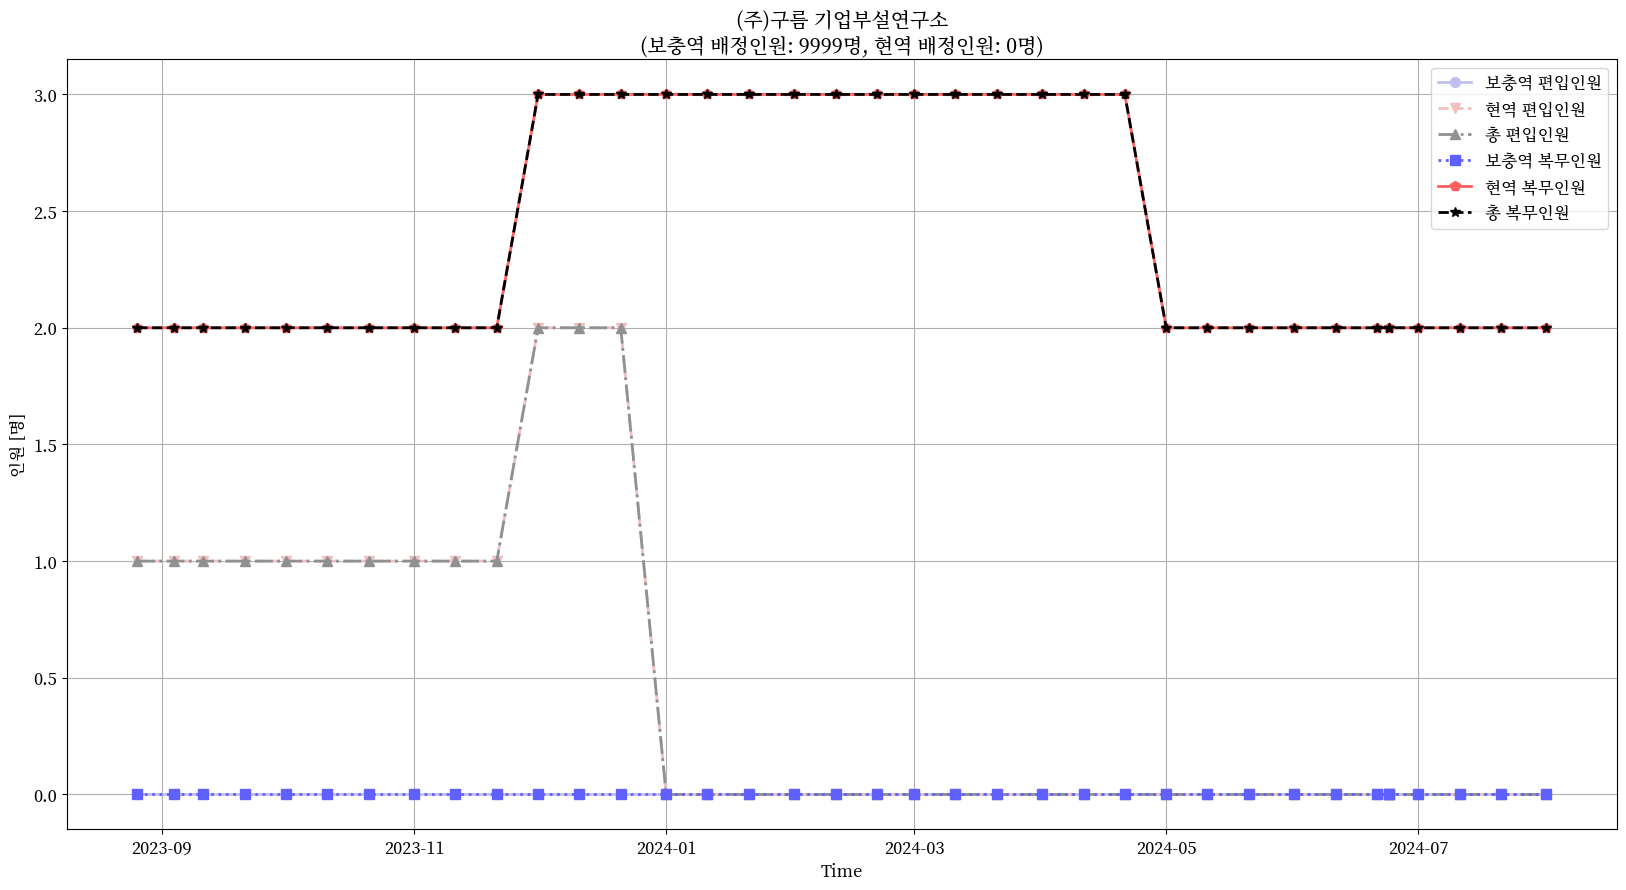 (주)구름 기업부설연구소
(보충역 배정인원: 9999명, 현역 배정인원: 0명)
보충역 편입인원
현역 편입인원
총 편입인원
보충역 복무인원
현역 복무인원
총 복무인원
인원 [명]
3.0
2.5
2.0
1.5
1.0
0.5
0.0
2023-09
2023-11
2024-01
2024-03
2024-05
2024-07
Time